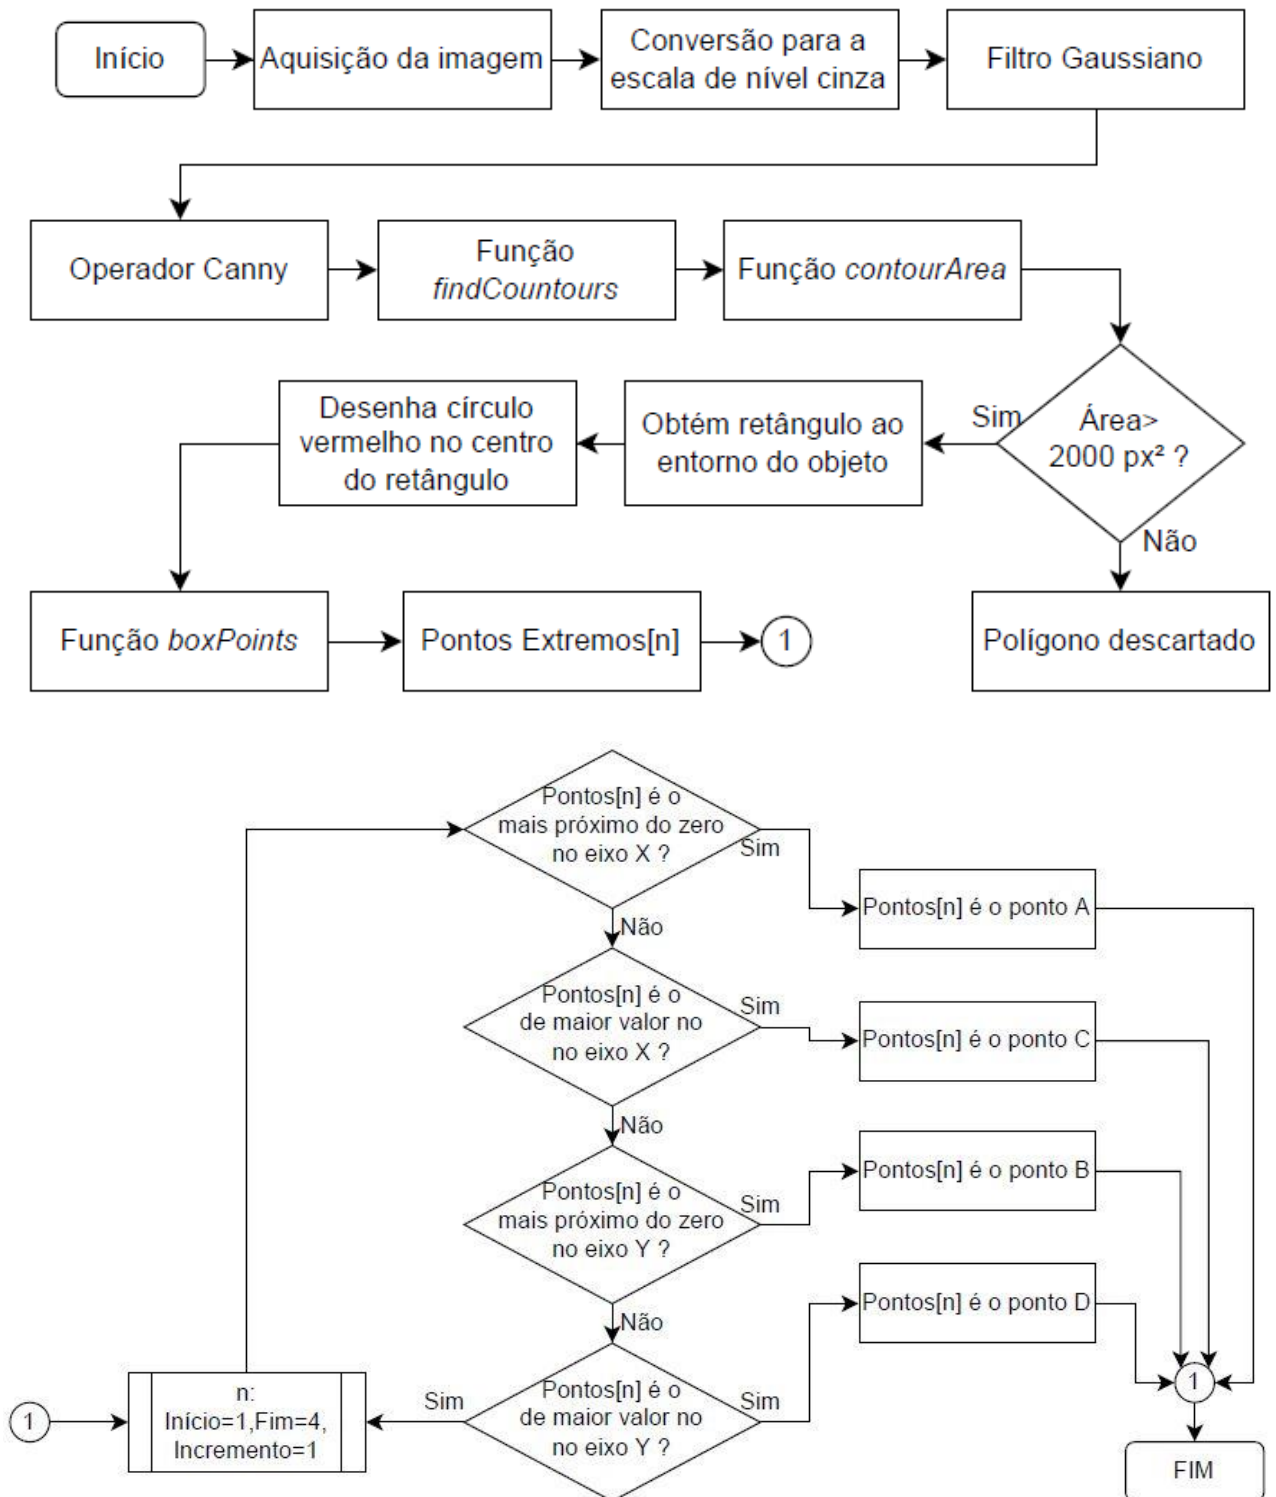 Início
Aquisição da imagem
Conversão para a
escala de nível cinza
Filtro Gaussiano
Operador Canny
Função
findCountours
Função contourArea
Desenha círculo
vermelho no centro
do retângulo
Obtém retângulo ao
entorno do objeto
Sim
Área>
2000 px² ?
Não
Função boxPoints
Pontos Extremos[n]
1
Polígono descartado
Pontos[n] é o
mais próximo do zero
no eixo X ?
Sim
Pontos[n] é o ponto A
Não
Pontos[n] é o
de maior valor no
no eixo X ?
Sim
Pontos[n] é o ponto C
Não
Pontos[n] é o
mais próximo do zero
no eixo Y ?
Sim
Pontos[n] é o ponto B
Não
Pontos[n] é o ponto D
1
n:
Início=1,Fim=4,
Incremento=1
Sim
Pontos[n] é o
de maior valor no
no eixo Y ?
Sim
1
FIM